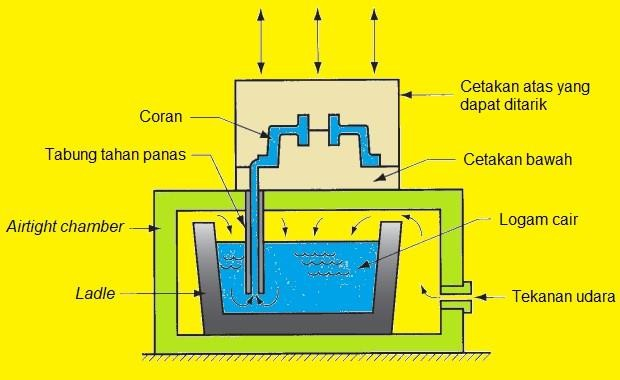 Cetakan atas yang
dapat ditarik
Coran
Tabung tahan panas
Cetakan bawah
Airtight chamber
Logam cair
Ladle
Tekanan udara